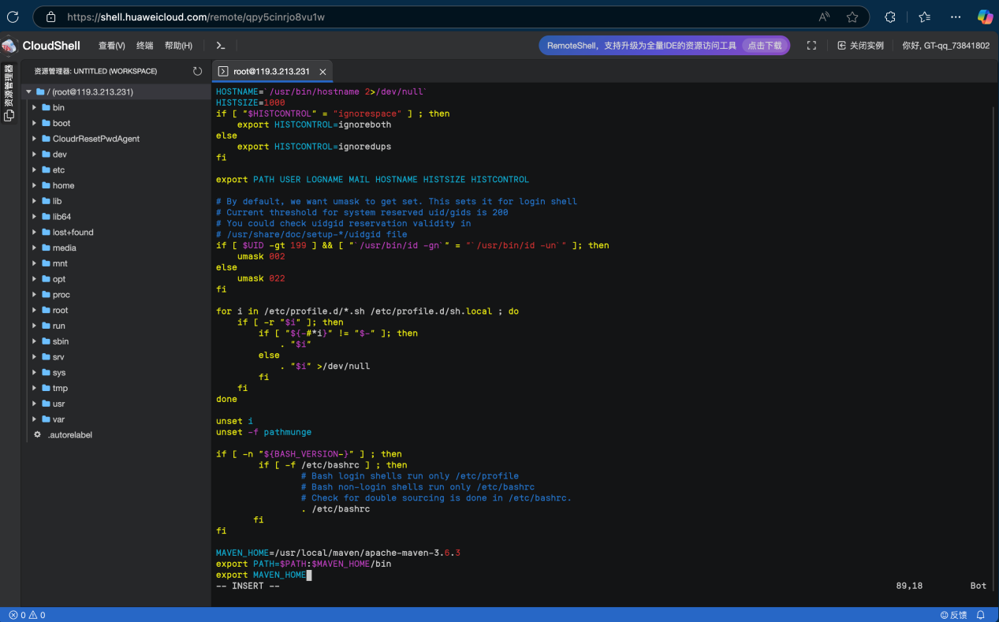 https://shell.huaweicloud.com/remote/qpy5cinrjo8vu1w
CloudShell 查看(V) 终端 帮助(H)
RemoteShell，支持升级为全量IDE的资源访问工具 点击下载 关闭实例 你好, GT-qq_73841802
资源管理器
资源管理器: UNTITLED (WORKSPACE)
/ (root@119.3.213.231)
bin
boot
CloudrResetPwdAgent
dev
etc
home
lib
lib64
lost+found
media
mnt
opt
proc
root
run
sbin
srv
sys
tmp
usr
var
.autorelabel
root@119.3.213.231
HOSTNAME=`/usr/bin/hostname 2>/dev/null`
HISTSIZE=1000
if [ "$HISTCONTROL" = "ignorespace" ] ; then
    export HISTCONTROL=ignoreboth
else
    export HISTCONTROL=ignoredups
fi
export PATH USER LOGNAME MAIL HOSTNAME HISTSIZE HISTCONTROL
# By default, we want umask to get set. This sets it for login shell
# Current threshold for system reserved uid/gids is 200
# You could check uidgid reservation validity in
# /usr/share/doc/setup-*/uidgid file
if [ $UID -gt 199 ] && [ "`/usr/bin/id -gn`" = "`/usr/bin/id -un`" ]; then
    umask 002
else
    umask 022
fi
for i in /etc/profile.d/*.sh /etc/profile.d/sh.local ; do
    if [ -r "$i" ]; then
        if [ "${-#*i}" != "$-" ]; then
            . "$i"
        else
            . "$i" >/dev/null
        fi
    fi
done
unset i
unset -f pathmunge
if [ -n "${BASH_VERSION-}" ] ; then
        if [ -f /etc/bashrc ] ; then
                # Bash login shells run only /etc/profile
                # Bash non-login shells run only /etc/bashrc
                # Check for double sourcing is done in /etc/bashrc.
                . /etc/bashrc
       fi
fi
MAVEN_HOME=/usr/local/maven/apache-maven-3.6.3
export PATH=$PATH:$MAVEN_HOME/bin
export MAVEN_HOME
-- INSERT -- 89,18 Bot
0 0 反馈